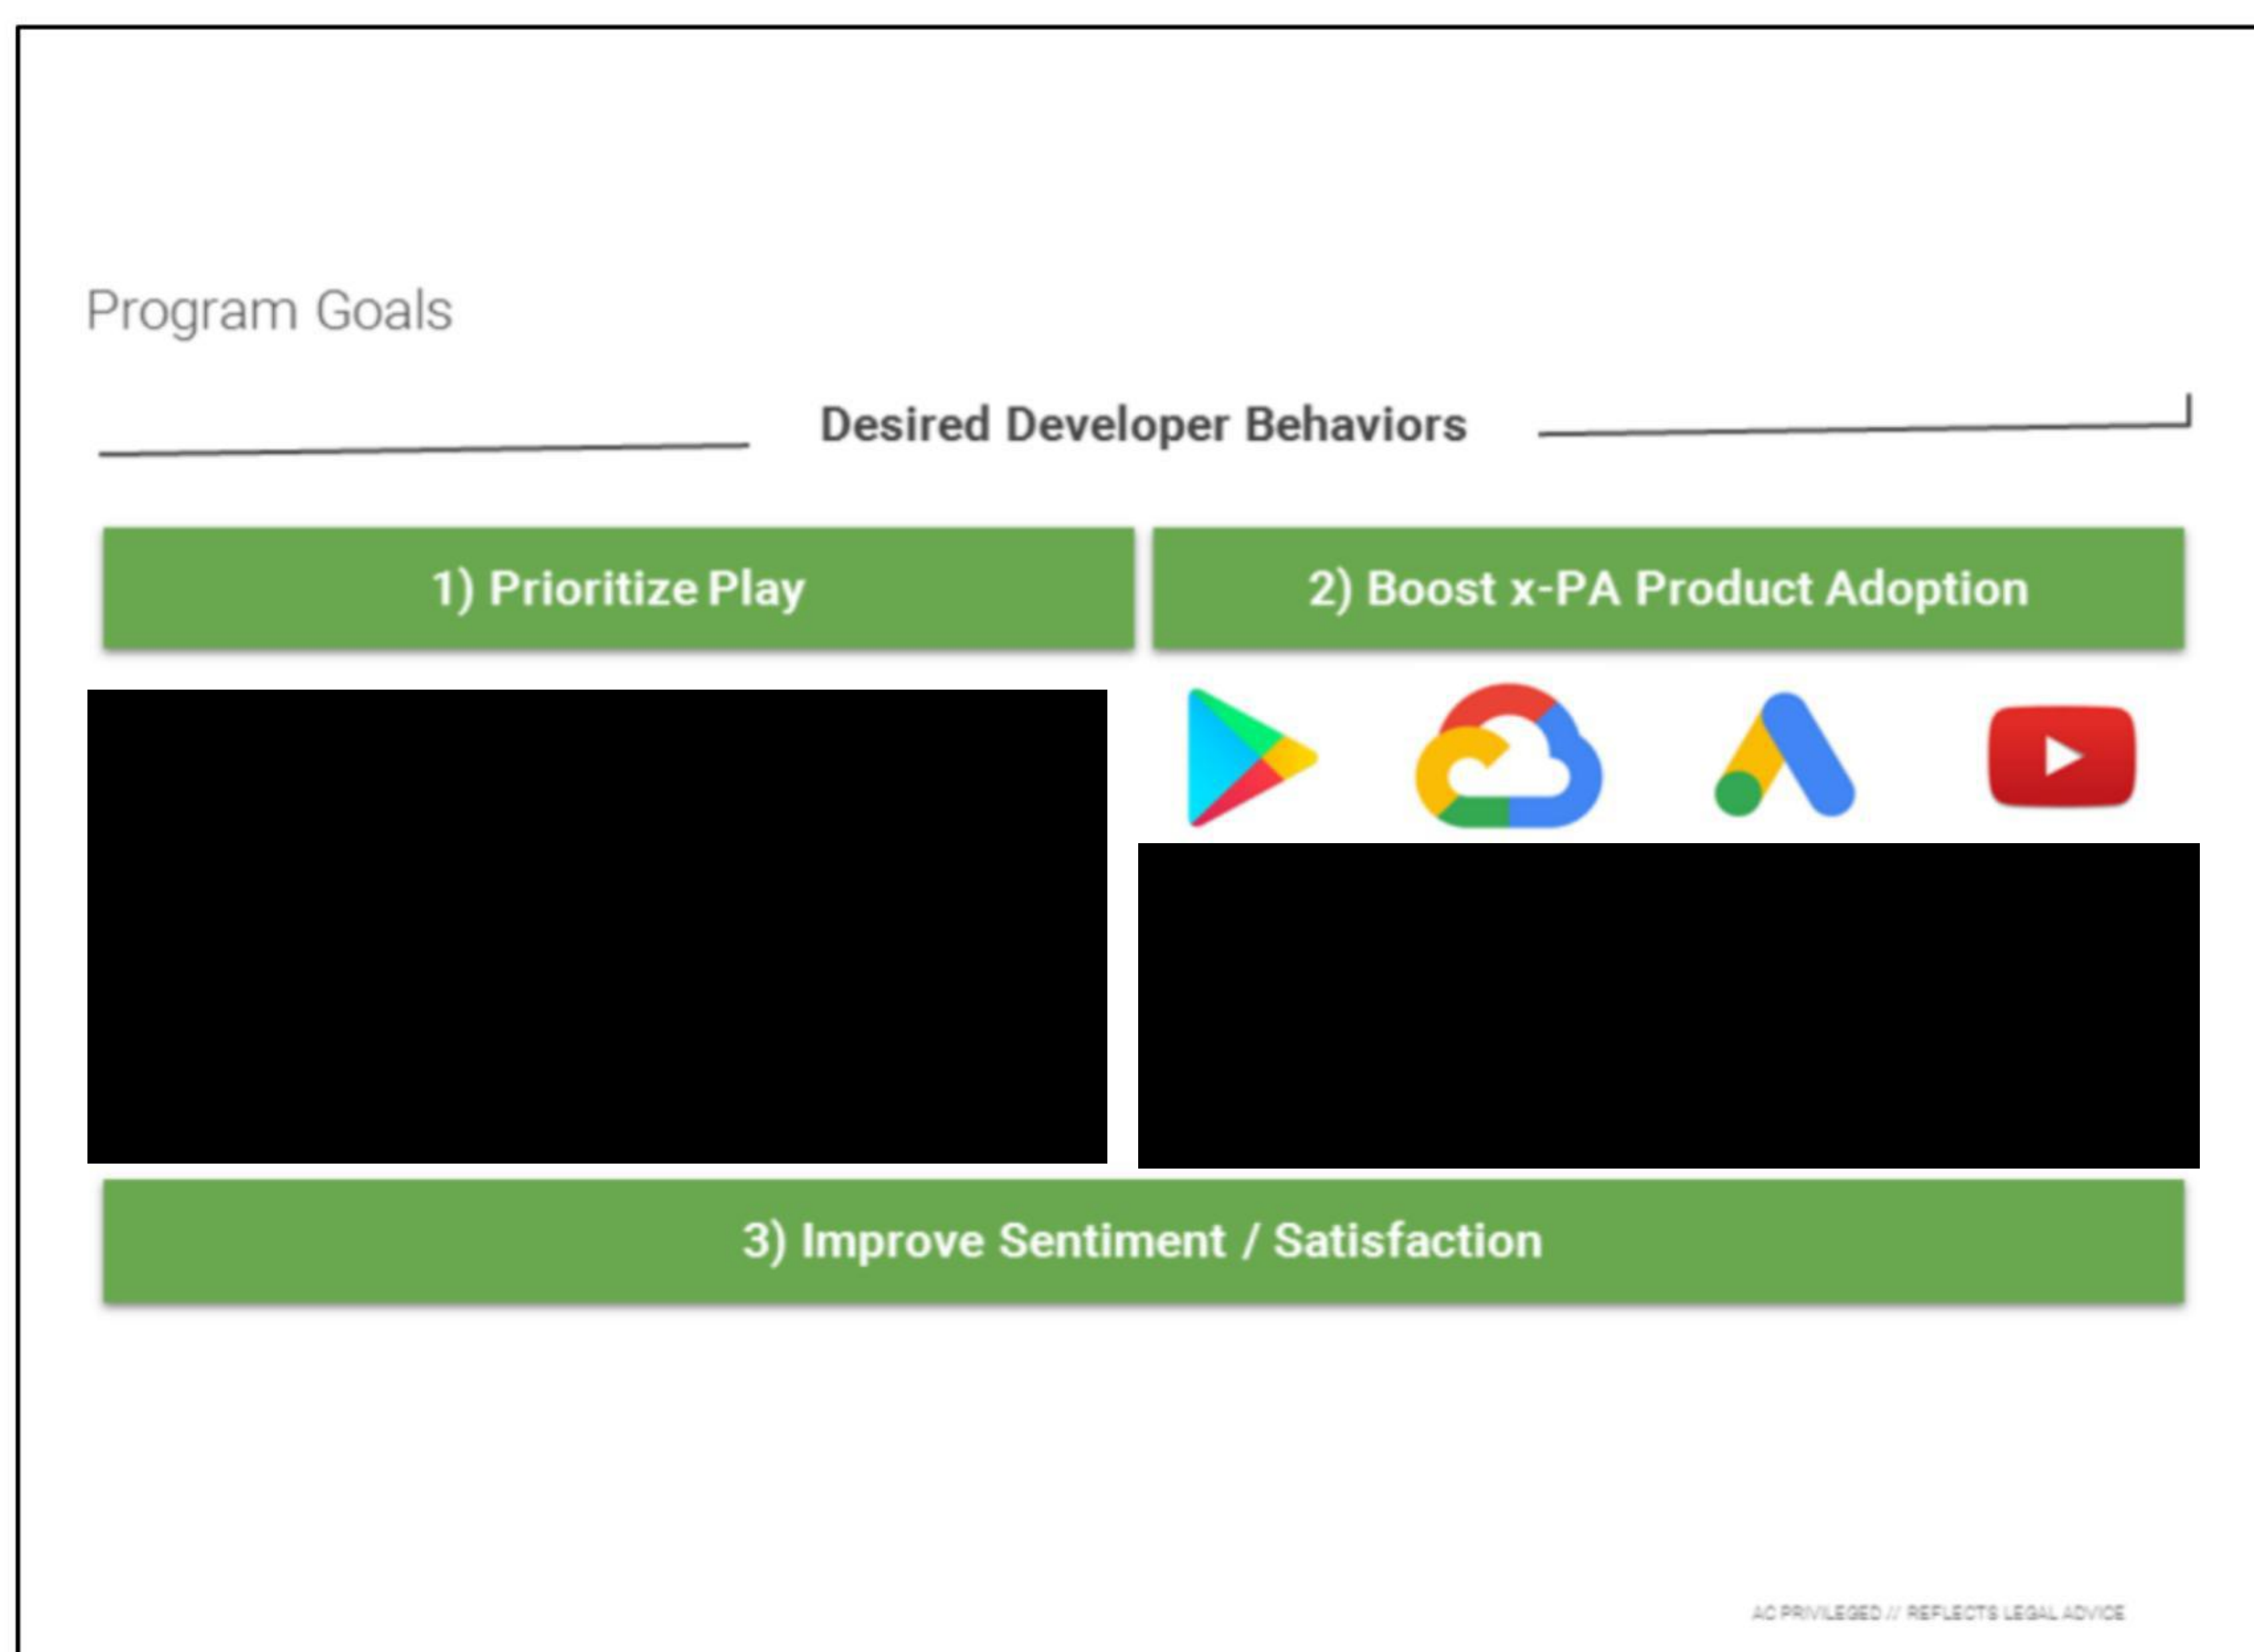 Program Goals
Desired Developer Behaviors
1) Prioritize Play
2) Boost x-PA Product Adoption
3) Improve Sentiment / Satisfaction
AC PRIVILEGED // REFLECTS LEGAL ADVICE